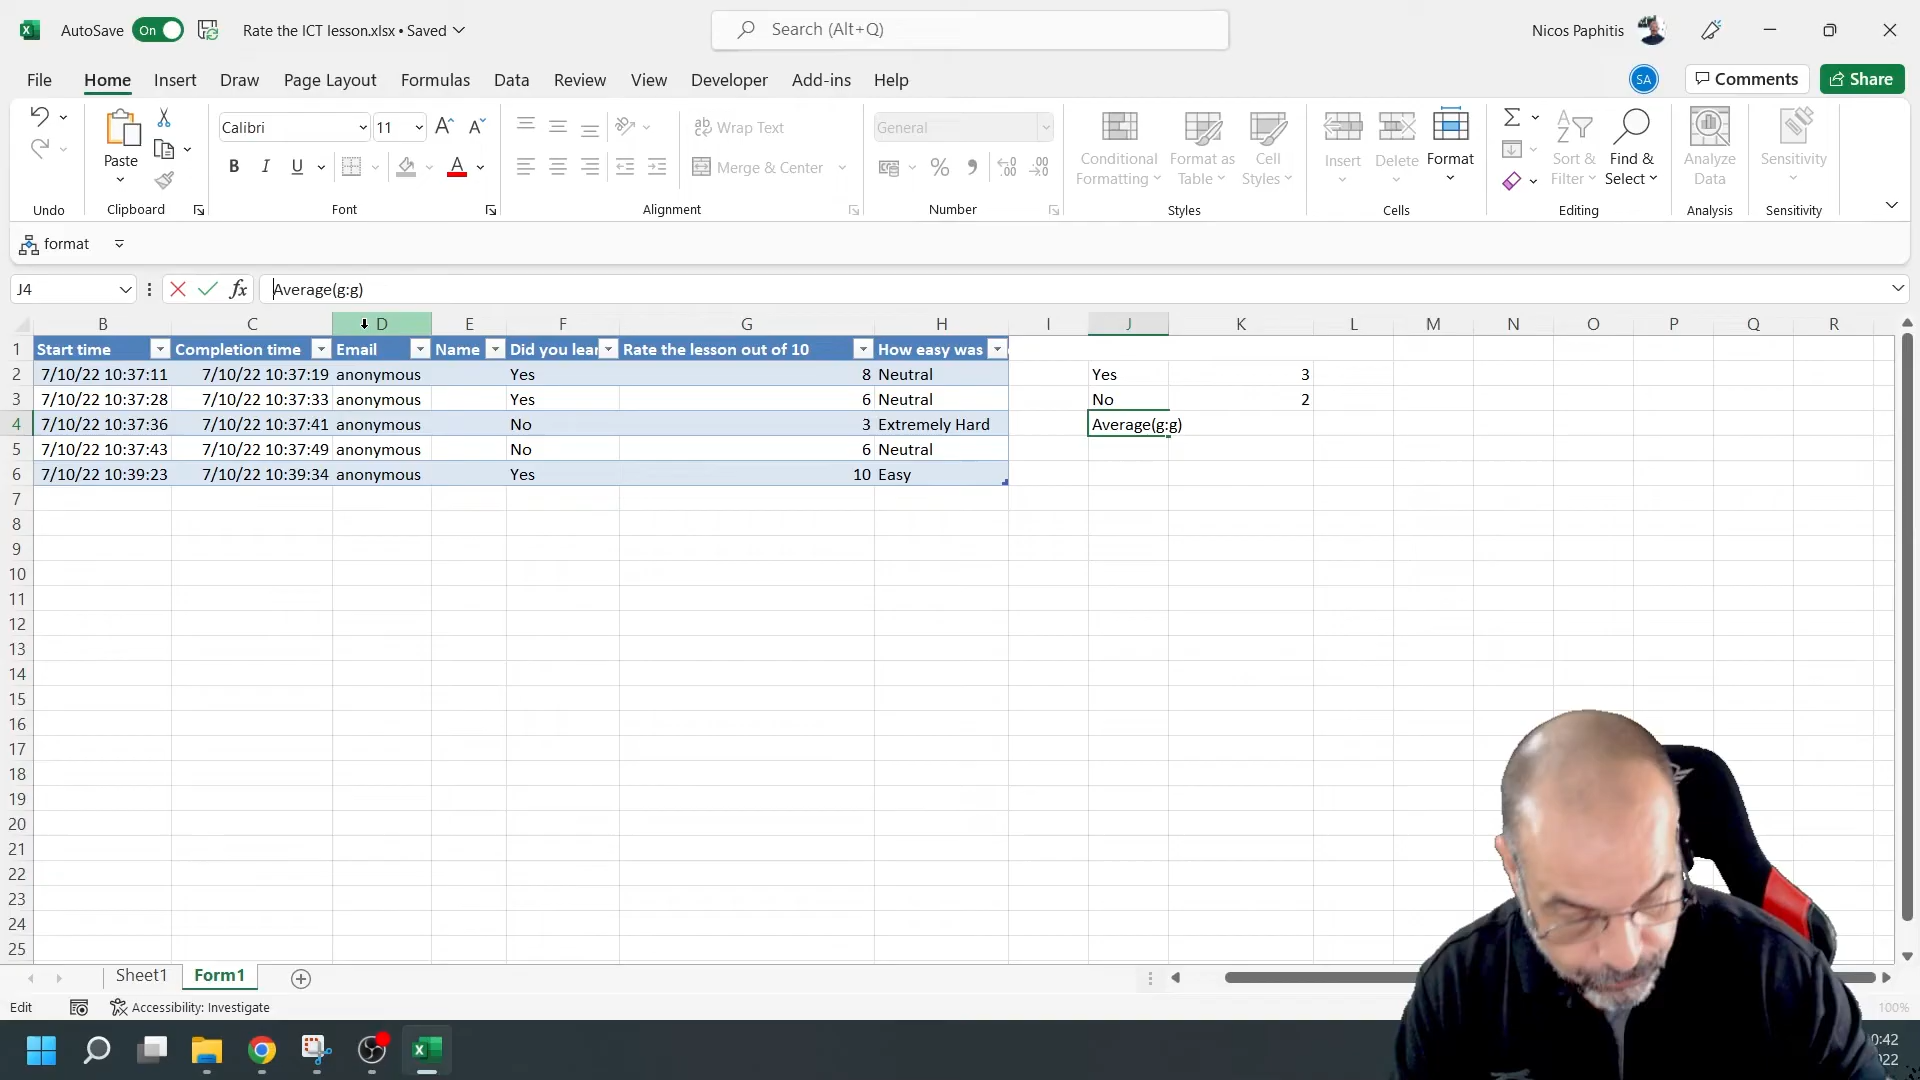 AutoSave On Rate the ICT lesson.xlsx • Saved Search (Alt+Q) Nicos Paphitis
File Home Insert Draw Page Layout Formulas Data Review View Developer Add-ins Help SA Comments Share
Calibri 11 Wrap Text General
Paste Merge & Center Conditional Formatting Format as Table Cell Styles Insert Delete Format Sort & Filter Find & Select Analyze Data Sensitivity
Undo Clipboard Font Alignment Number Styles Cells Editing Analysis Sensitivity
format
J4 fx Average(g:g)
B C D E F G H I J K L M N O P Q R
1 Start time Completion time Email Name Did you lear Rate the lesson out of 10 How easy was
2 7/10/22 10:37:11 7/10/22 10:37:19 anonymous Yes 8 Neutral Yes 3
3 7/10/22 10:37:28 7/10/22 10:37:33 anonymous Yes 6 Neutral No 2
4 7/10/22 10:37:36 7/10/22 10:37:41 anonymous No 3 Extremely Hard Average(g:g)
5 7/10/22 10:37:43 7/10/22 10:37:49 anonymous No 6 Neutral
6 7/10/22 10:39:23 7/10/22 10:39:34 anonymous Yes 10 Easy
7
8
9
10
11
12
13
14
15
16
17
18
19
20
21
22
23
24
25
Sheet1 Form1
Edit Accessibility: Investigate 100%
0:42